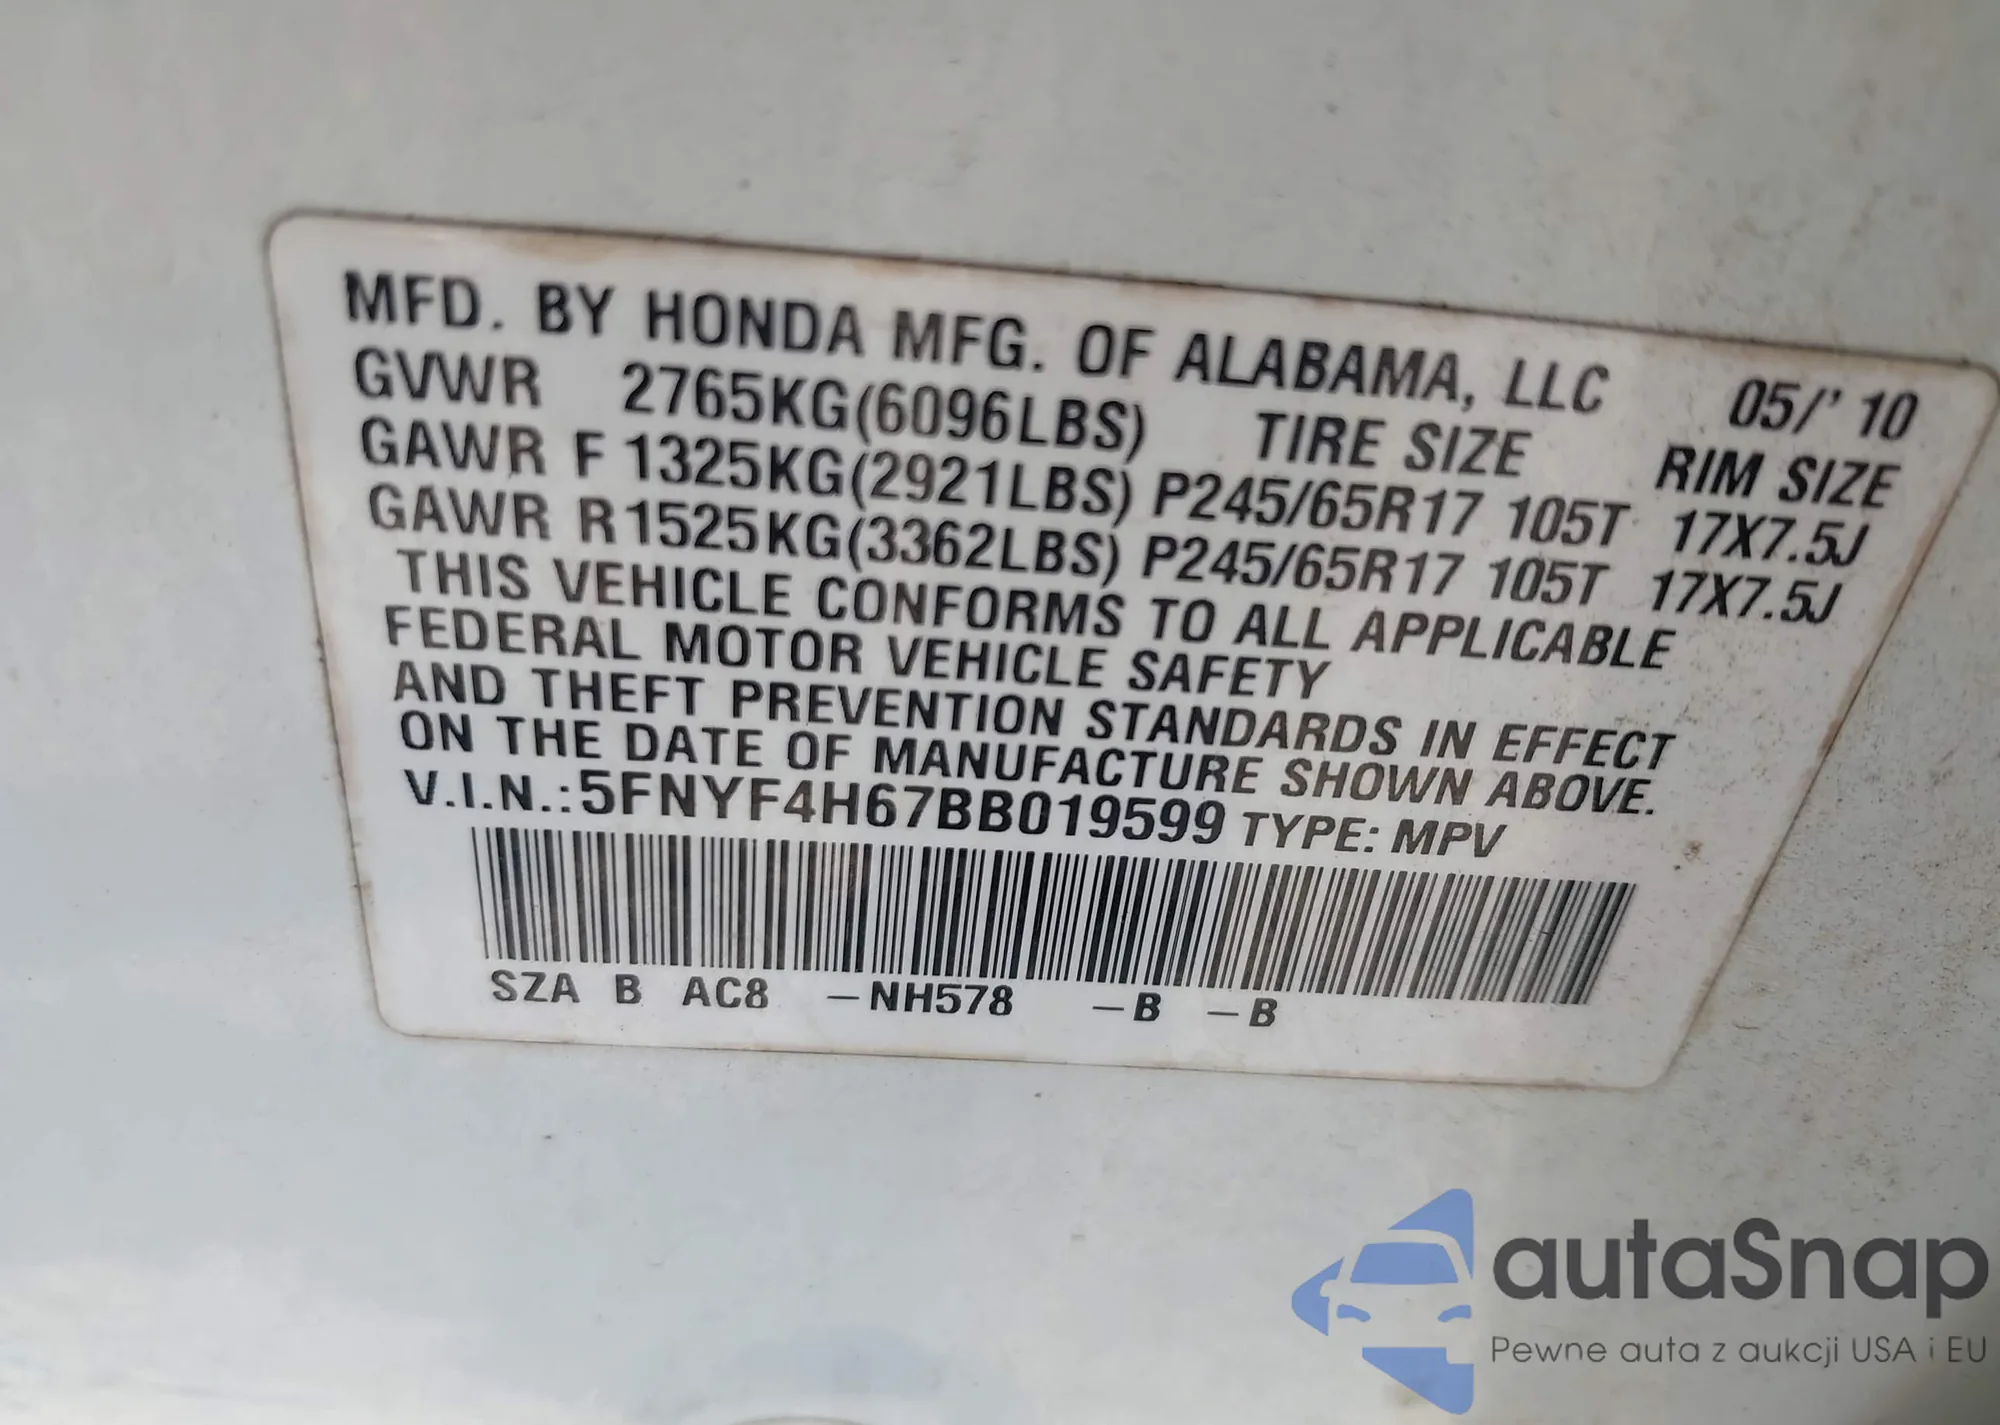 MFD. BY HONDA MFG. OF ALABAMA, LLC 05/'10
GVWR 2765KG(6096LBS) TIRE SIZE RIM SIZE
GAWR F 1325KG(2921LBS) P245/65R17 105T 17X7.5J
GAWR R 1525KG(3362LBS) P245/65R17 105T 17X7.5J
THIS VEHICLE CONFORMS TO ALL APPLICABLE
FEDERAL MOTOR VEHICLE SAFETY
AND THEFT PREVENTION STANDARDS IN EFFECT
ON THE DATE OF MANUFACTURE SHOWN ABOVE.
V.I.N.:5FNYF4H67BB019599 TYPE: MPV
SZA B AC8 –NH578 –B –B
autaSnap
Pewne auta z aukcji USA i EU